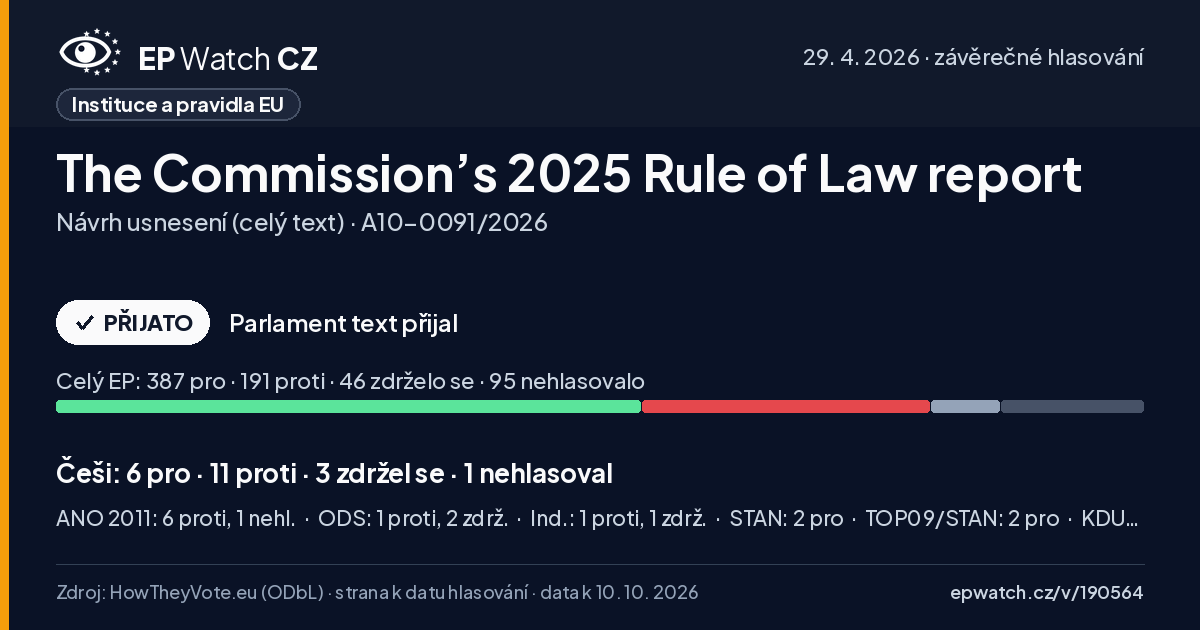 EP Watch CZ
29. 4. 2026 · závěrečné hlasování
Instituce a pravidla EU
The Commission’s 2025 Rule of Law report
Návrh usnesení (celý text) · A10–0091/2026
✓ PŘIJATO
Parlament text přijal
Celý EP: 387 pro · 191 proti · 46 zdrželo se · 95 nehlasovalo
Češi: 6 pro · 11 proti · 3 zdržel se · 1 nehlasoval
ANO 2011: 6 proti, 1 nehl. · ODS: 1 proti, 2 zdrž. · Ind.: 1 proti, 1 zdrž. · STAN: 2 pro · TOP09/STAN: 2 pro · KDU…
Zdroj: HowTheyVote.eu (ODbL) · strana k datu hlasování · data k 10. 10. 2026
epwatch.cz/v/190564